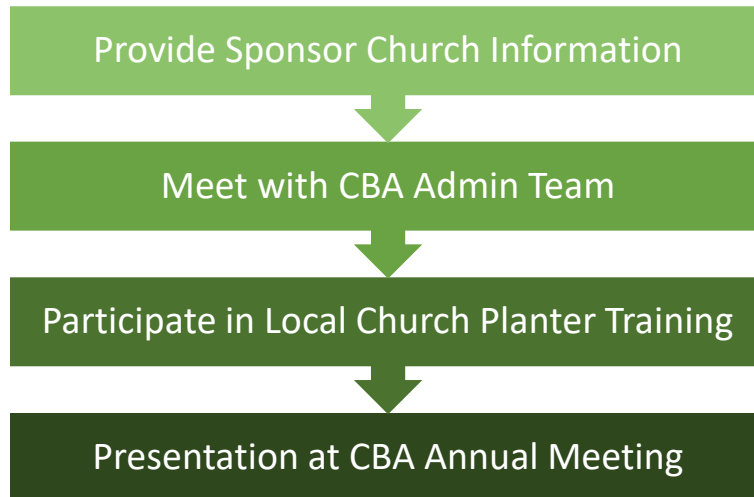 Provide Sponsor Church Information
Meet with CBA Admin Team
Participate in Local Church Planter Training
Presentation at CBA Annual Meeting